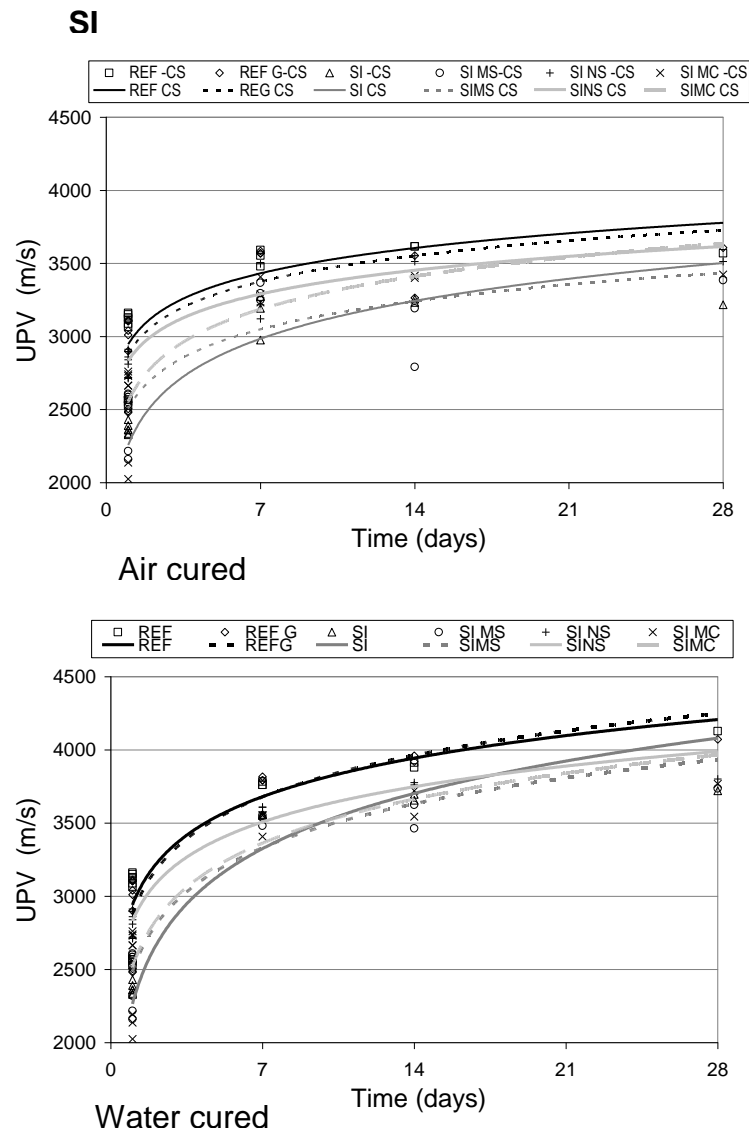 SI
REF -CS REF G-CS SI -CS SI MS-CS SI NS -CS SI MC -CS
REF CS REG CS SI CS SIMS CS SINS CS SIMC CS
4500
4000
3500
3000
2500
2000
UPV (m/s)
0 7 14 21 28
Time (days)
Air cured
REF REF G SI SI MS SI NS SI MC
REF REFG SI SIMS SINS SIMC
4500
4000
3500
3000
2500
2000
UPV (m/s)
0 7 14 21 28
Time (days)
Water cured